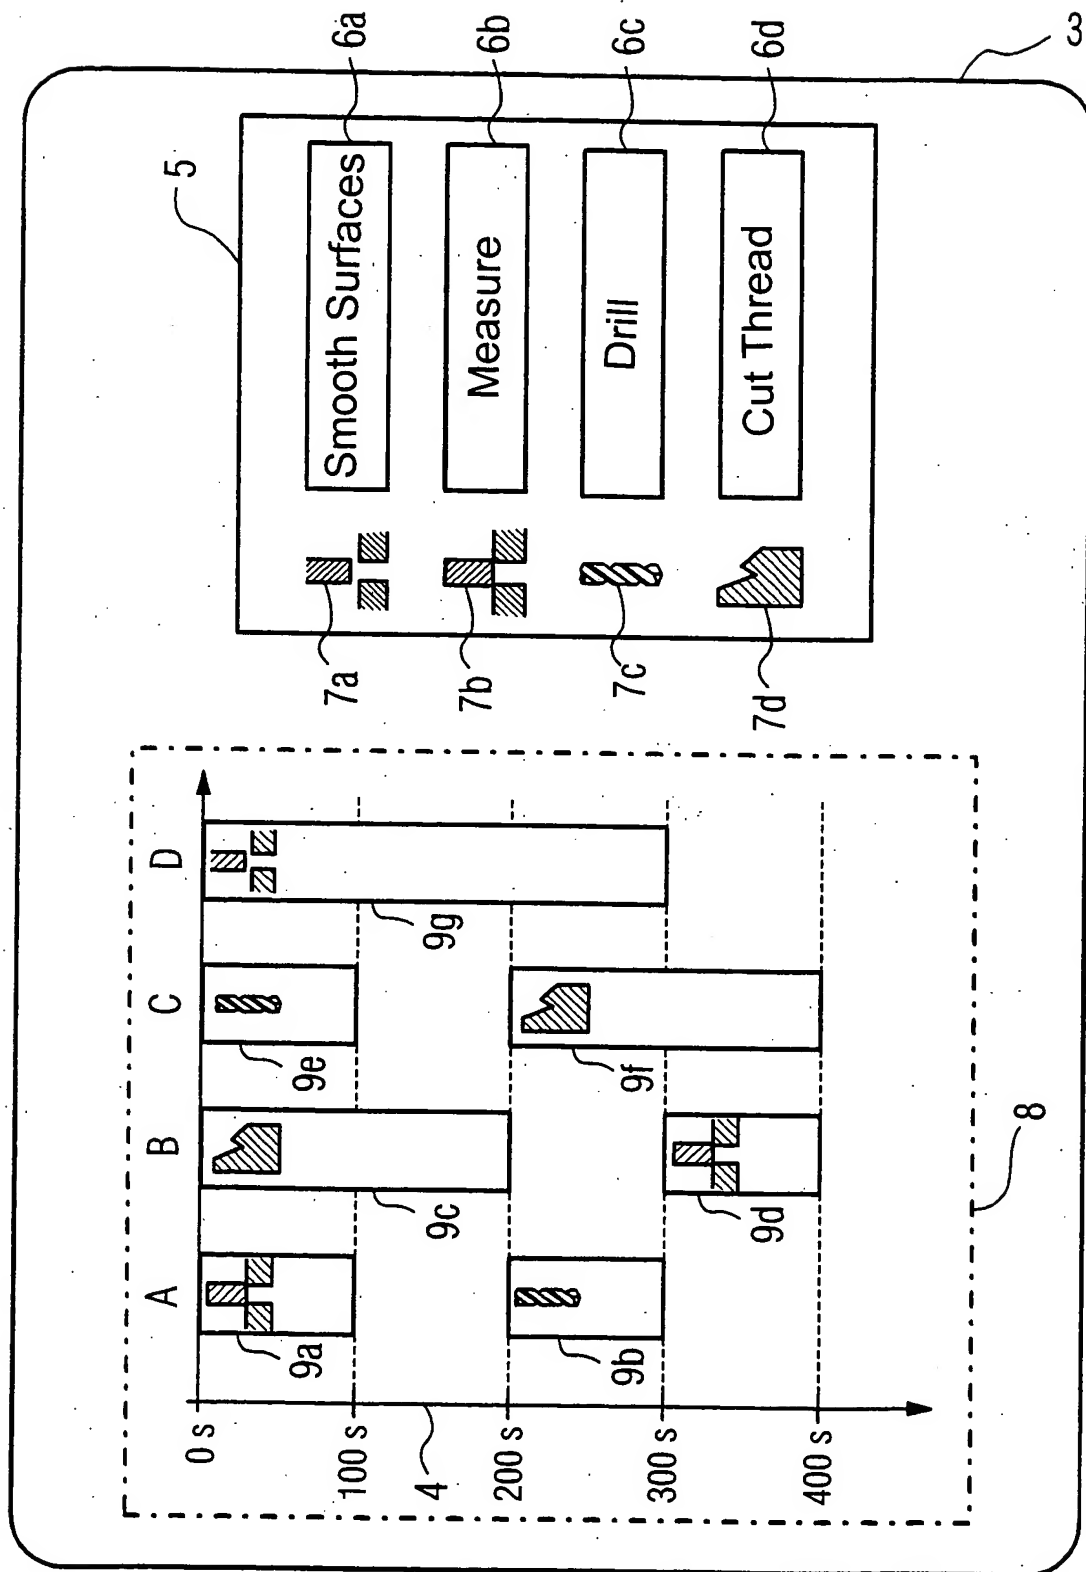 3
5
Smooth Surfaces
6a
7a
Measure
6b
7b
Drill
6c
7c
Cut Thread
6d
7d
A
B
C
D
0 s
100 s
200 s
300 s
400 s
4
9a
9b
9c
9d
9e
9f
9g
8